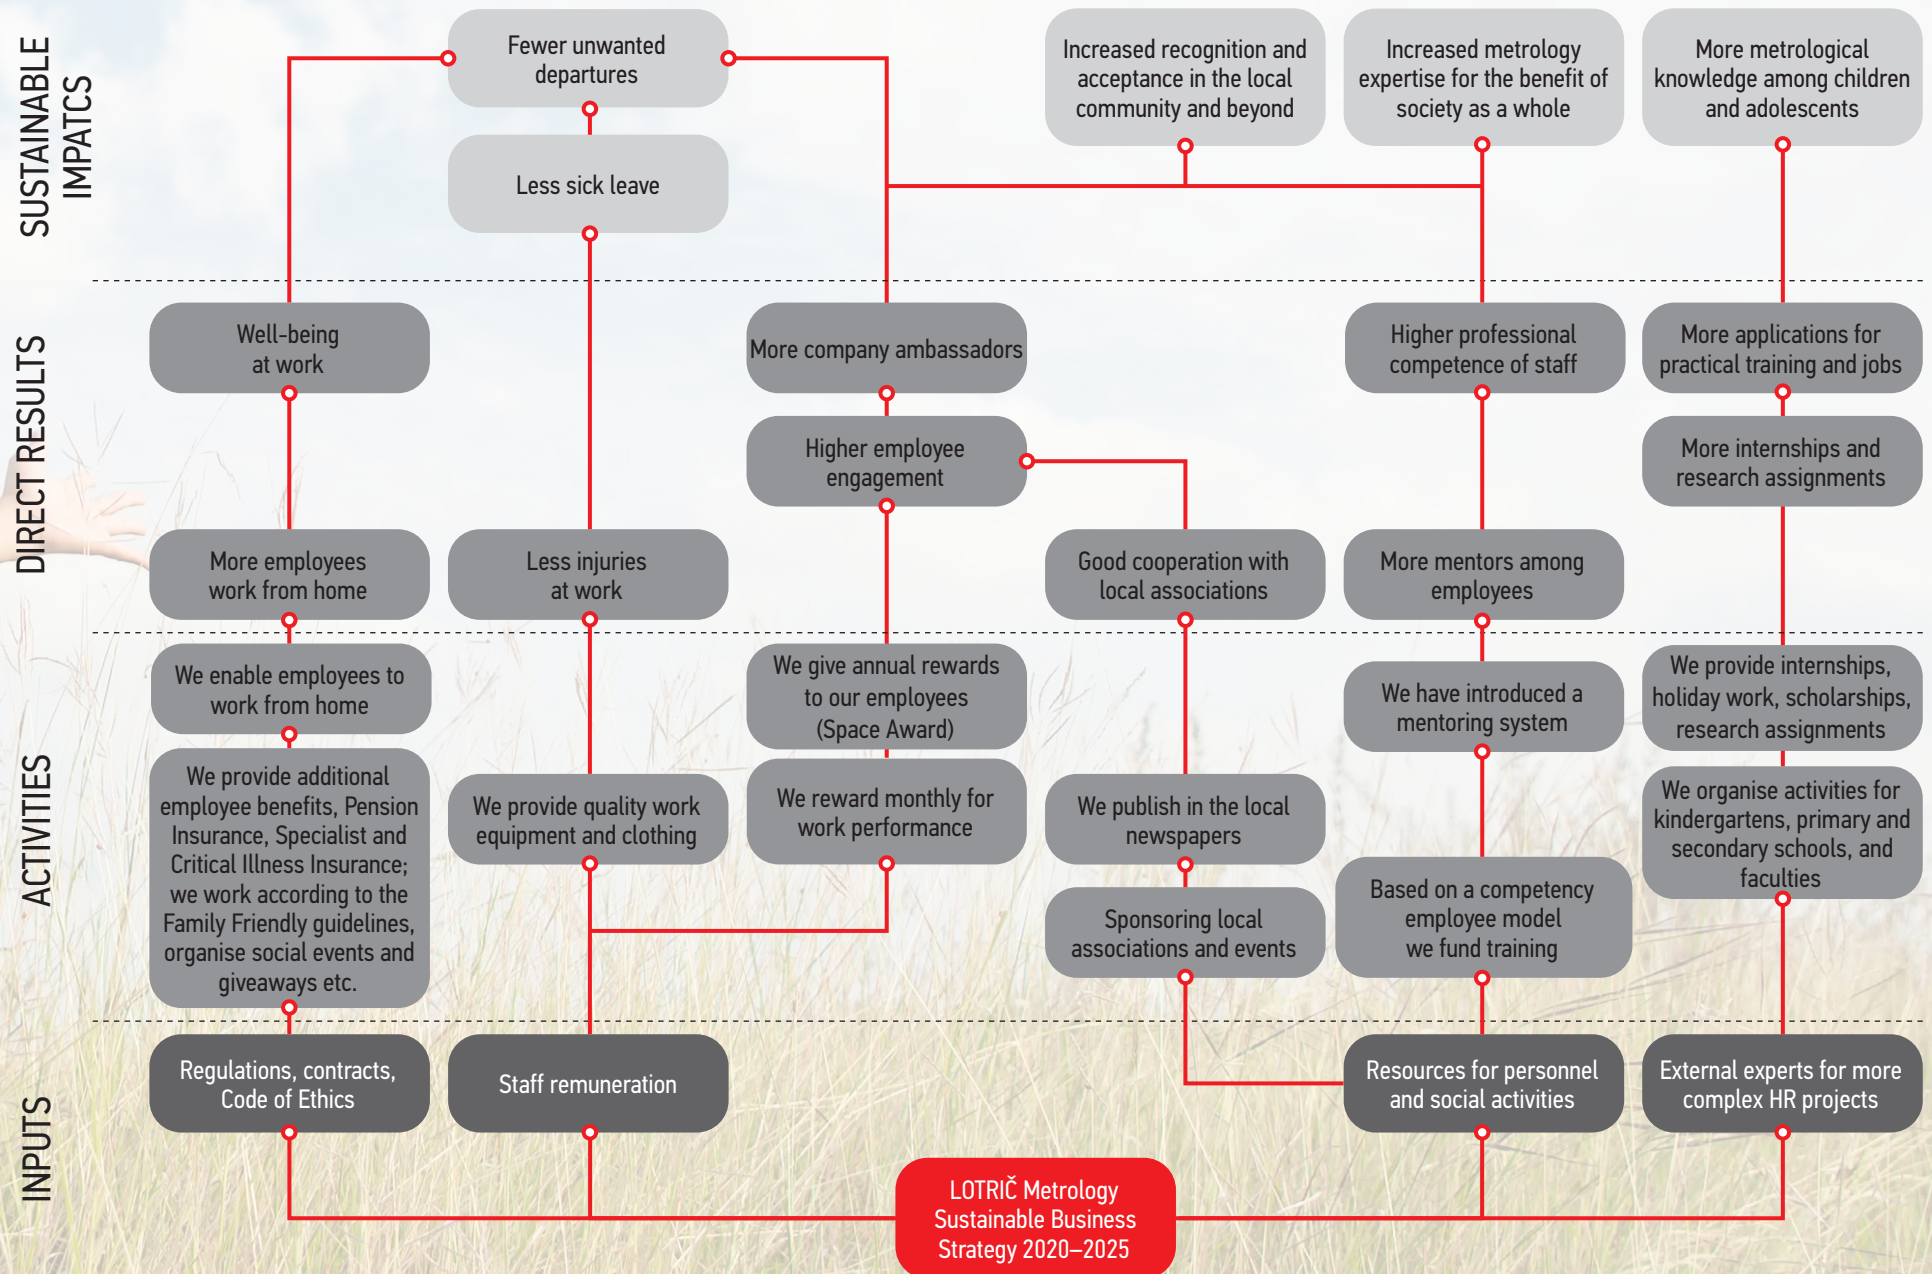 SUSTAINABLE
IMPATCS
Fewer unwanted
departures
Less sick leave
Increased recognition and
acceptance in the local
community and beyond
Increased metrology
expertise for the benefit of
society as a whole
More metrological
knowledge among children
and adolescents
DIRECT RESULTS
Well-being
at work
More company ambassadors
Higher professional
competence of staff
More applications for
practical training and jobs
Higher employee
engagement
More internships and
research assignments
More employees
work from home
Less injuries
at work
Good cooperation with
local associations
More mentors among
employees
ACTIVITIES
We enable employees to
work from home
We give annual rewards
to our employees
(Space Award)
We have introduced a
mentoring system
We provide internships,
holiday work, scholarships,
research assignments
We provide additional
employee benefits, Pension
Insurance, Specialist and
Critical Illness Insurance;
we work according to the
Family Friendly guidelines,
organise social events and
giveaways etc.
We provide quality work
equipment and clothing
We reward monthly for
work performance
We publish in the local
newspapers
We organise activities for
kindergartens, primary and
secondary schools, and
faculties
Sponsoring local
associations and events
Based on a competency
employee model
we fund training
INPUTS
Regulations, contracts,
Code of Ethics
Staff remuneration
Resources for personnel
and social activities
External experts for more
complex HR projects
LOTRIČ Metrology
Sustainable Business
Strategy 2020–2025